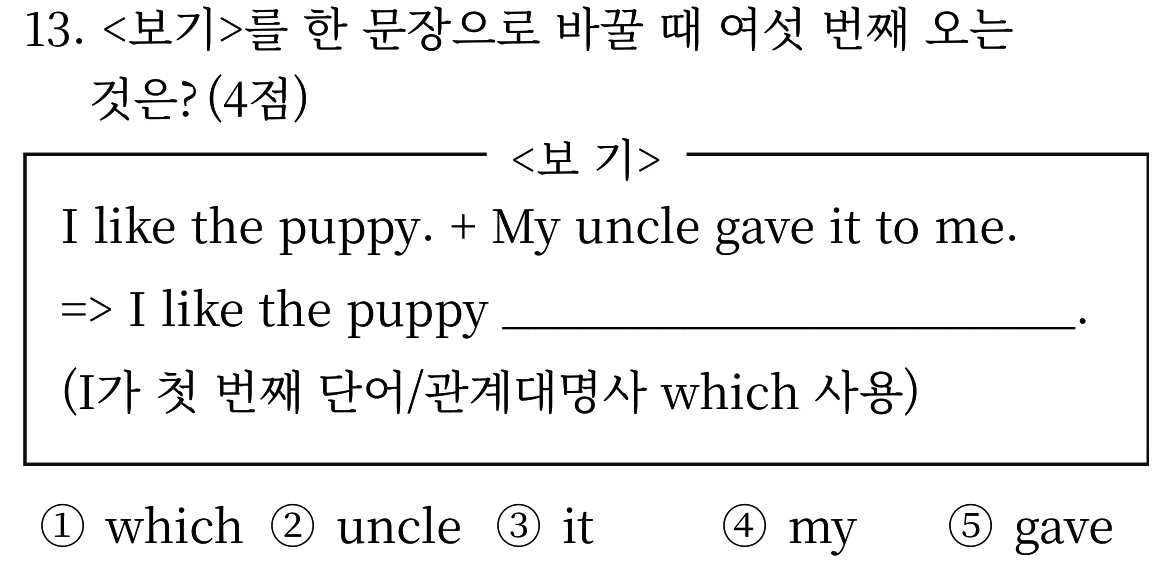 13. <보기>를 한 문장으로 바꿀 때 여섯 번째 오는
것은?(4점)
<보 기>
I like the puppy. + My uncle gave it to me.
=> I like the puppy ______________________.
(I가 첫 번째 단어/관계대명사 which 사용)
① which ② uncle ③ it ④ my ⑤ gave